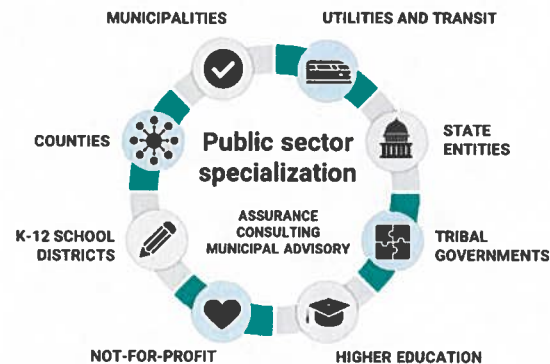 MUNICIPALITIES
UTILITIES AND TRANSIT
COUNTIES
Public sector
specialization
STATE
ENTITIES
ASSURANCE
CONSULTING
MUNICIPAL ADVISORY
K-12 SCHOOL
DISTRICTS
TRIBAL
GOVERNMENTS
NOT-FOR-PROFIT
HIGHER EDUCATION